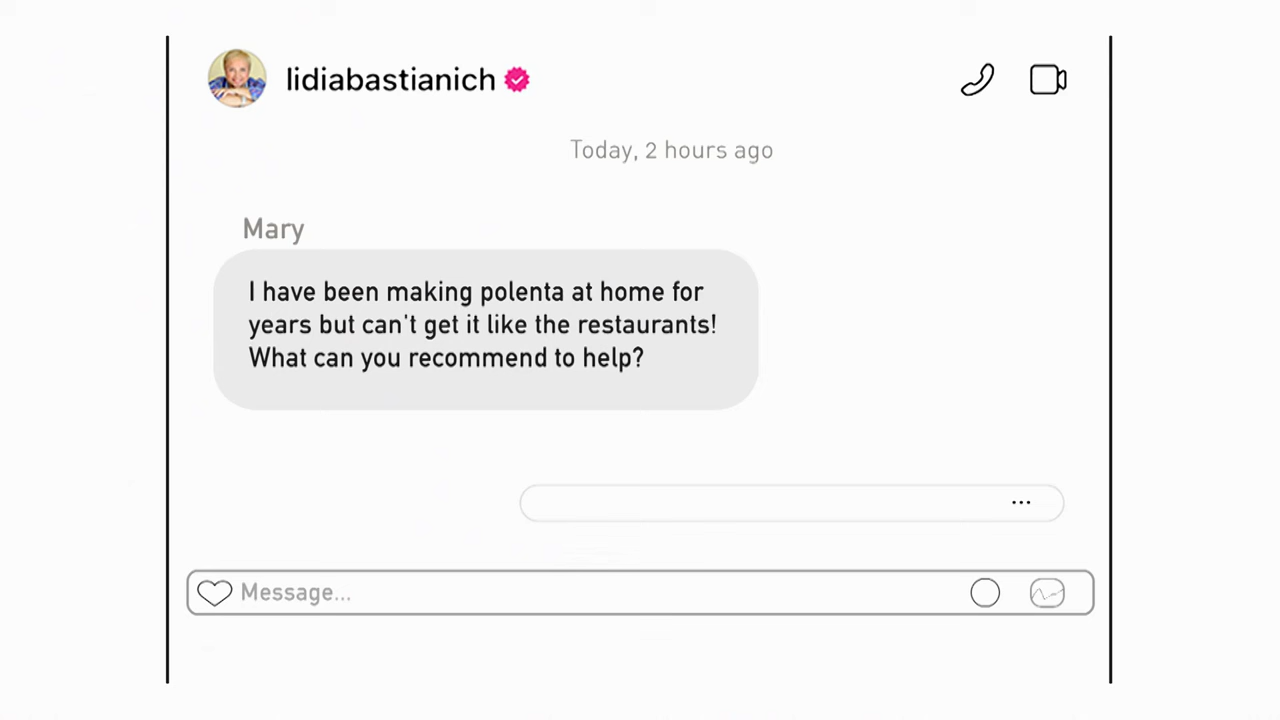 lidiabastianich
Today, 2 hours ago
Mary
I have been making polenta at home for
years but can't get it like the restaurants!
What can you recommend to help?
...
Message...